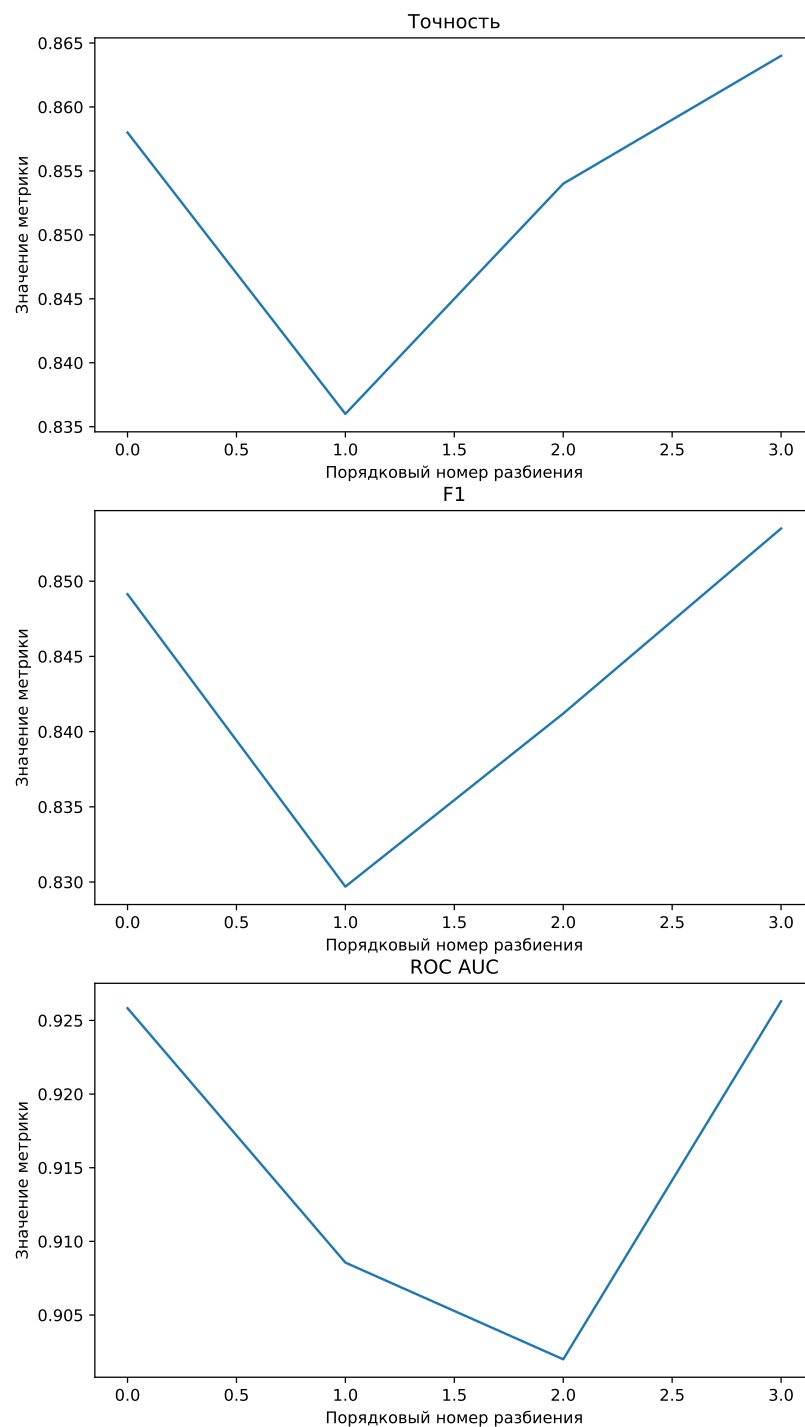 Точность
0.865
0.860
0.855
0.850
0.845
0.840
0.835
Значение метрики
0.0 0.5 1.0 1.5 2.0 2.5 3.0
Порядковый номер разбиения
F1
0.850
0.845
0.840
0.835
0.830
Значение метрики
0.0 0.5 1.0 1.5 2.0 2.5 3.0
Порядковый номер разбиения
ROC AUC
0.925
0.920
0.915
0.910
0.905
Значение метрики
0.0 0.5 1.0 1.5 2.0 2.5 3.0
Порядковый номер разбиения